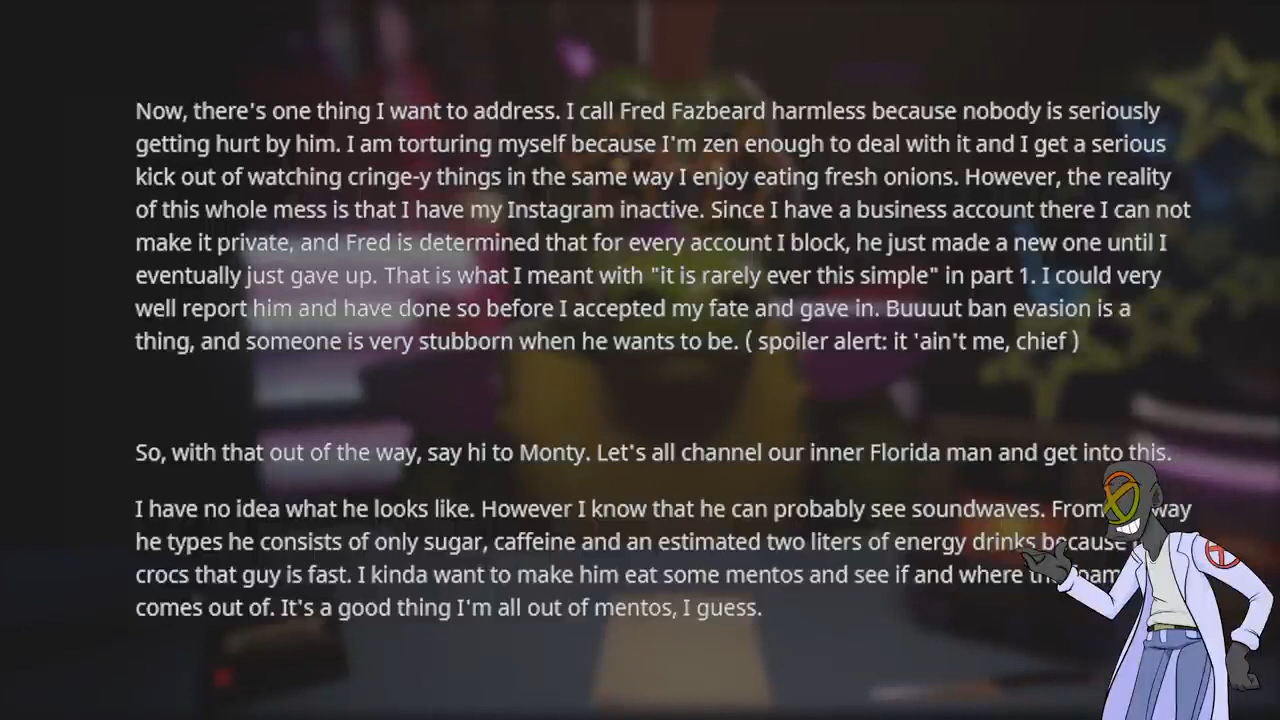 Now, there's one thing I want to address. I call Fred Fazbeard harmless because nobody is seriously
getting hurt by him. I am torturing myself because I'm zen enough to deal with it and I get a serious
kick out of watching cringe-y things in the same way I enjoy eating fresh onions. However, the reality
of this whole mess is that I have my Instagram inactive. Since I have a business account there I can not
make it private, and Fred is determined that for every account I block, he just made a new one until I
eventually just gave up. That is what I meant with "it is rarely ever this simple" in part 1. I could very
well report him and have done so before I accepted my fate and gave in. Buuuut ban evasion is a
thing, and someone is very stubborn when he wants to be. ( spoiler alert: it 'ain't me, chief )
So, with that out of the way, say hi to Monty. Let's all channel our inner Florida man and get into this.
I have no idea what he looks like. However I know that he can probably see soundwaves. From way
he types he consists of only sugar, caffeine and an estimated two liters of energy drinks because
crocs that guy is fast. I kinda want to make him eat some mentos and see if and where
comes out of. It's a good thing I'm all out of mentos, I guess.